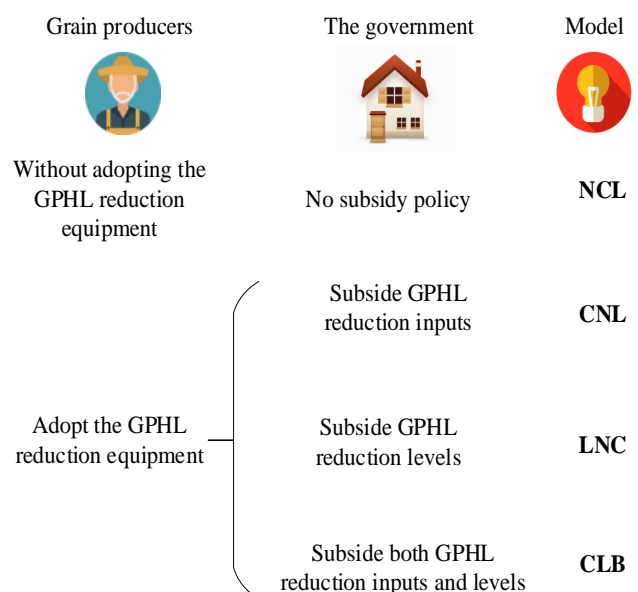 Grain producers
The government
Model
Without adopting the
GPHL reduction
equipment
No subsidy policy
NCL
Adopt the GPHL
reduction equipment
Subside GPHL
reduction inputs
CNL
Subside GPHL
reduction levels
LNC
Subside both GPHL
reduction inputs and levels
CLB